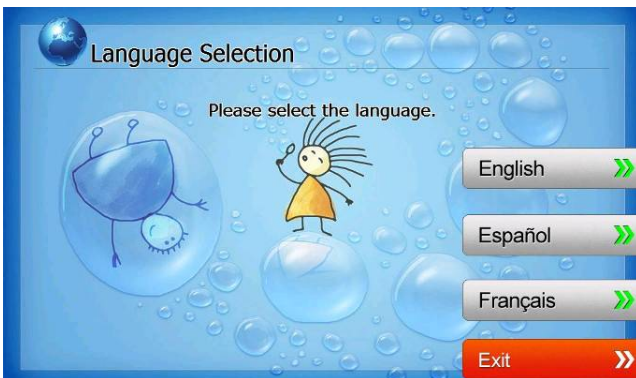 Language Selection
Please select the language.
English
Español
Français
Exit